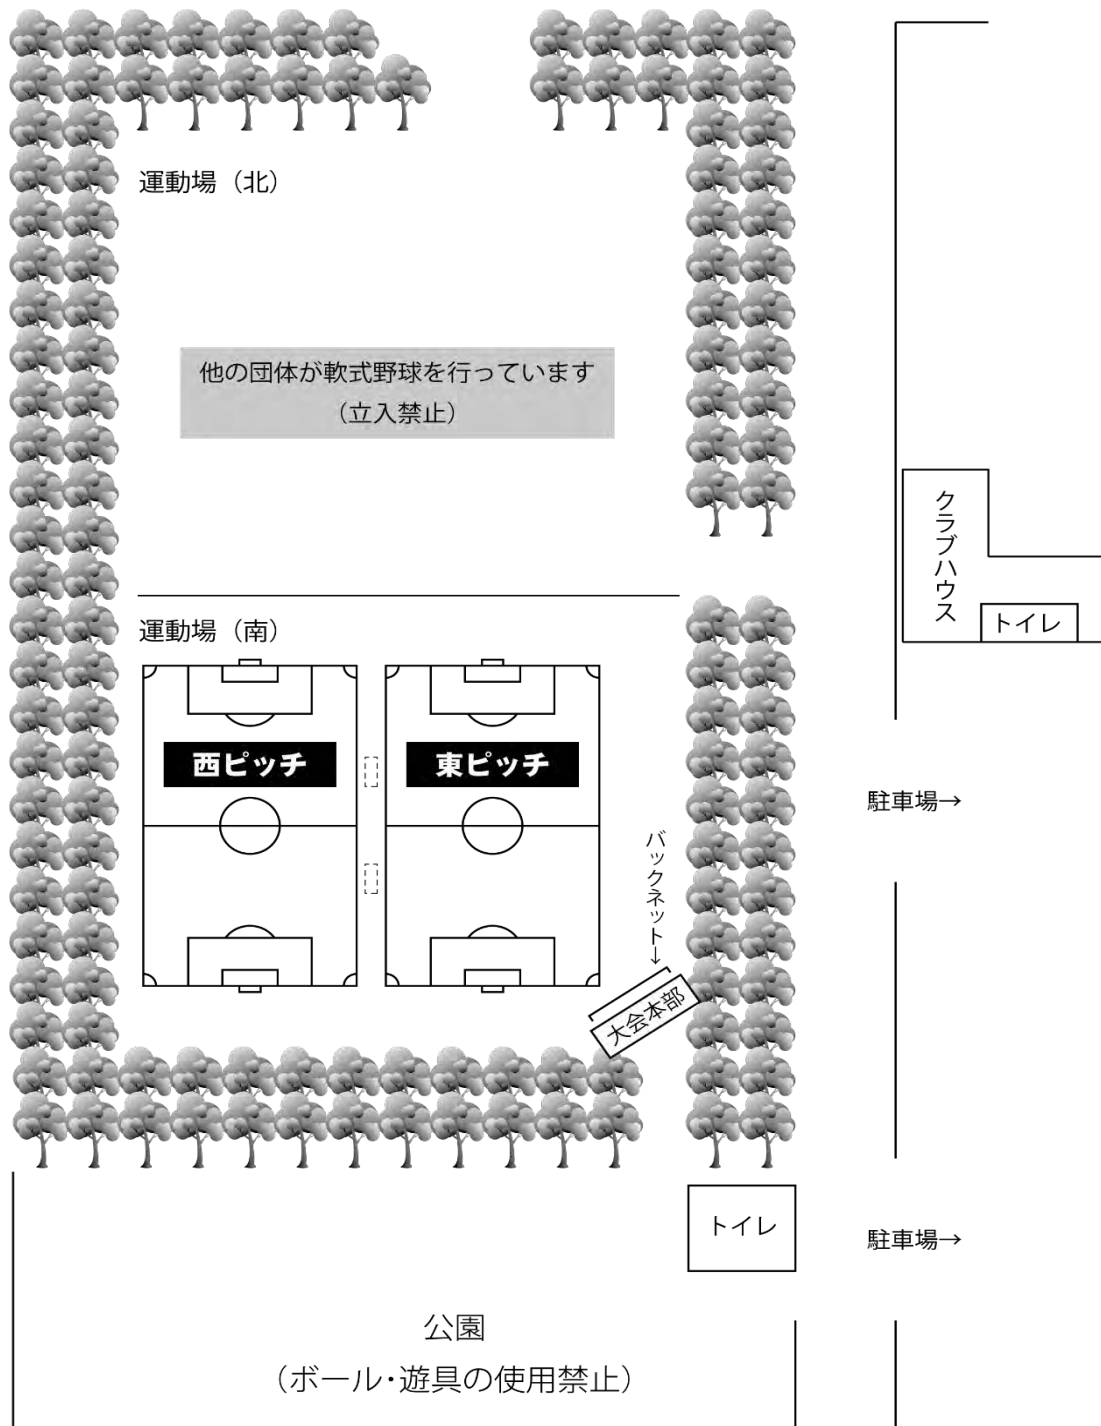 運動場（北）
他の団体が軟式野球を行っています
（立入禁止）
クラブハウス
トイレ
運動場（南）
西ピッチ
東ピッチ
駐車場→
バックネット→
大会本部
トイレ
駐車場→
公園
（ボール・遊具の使用禁止）